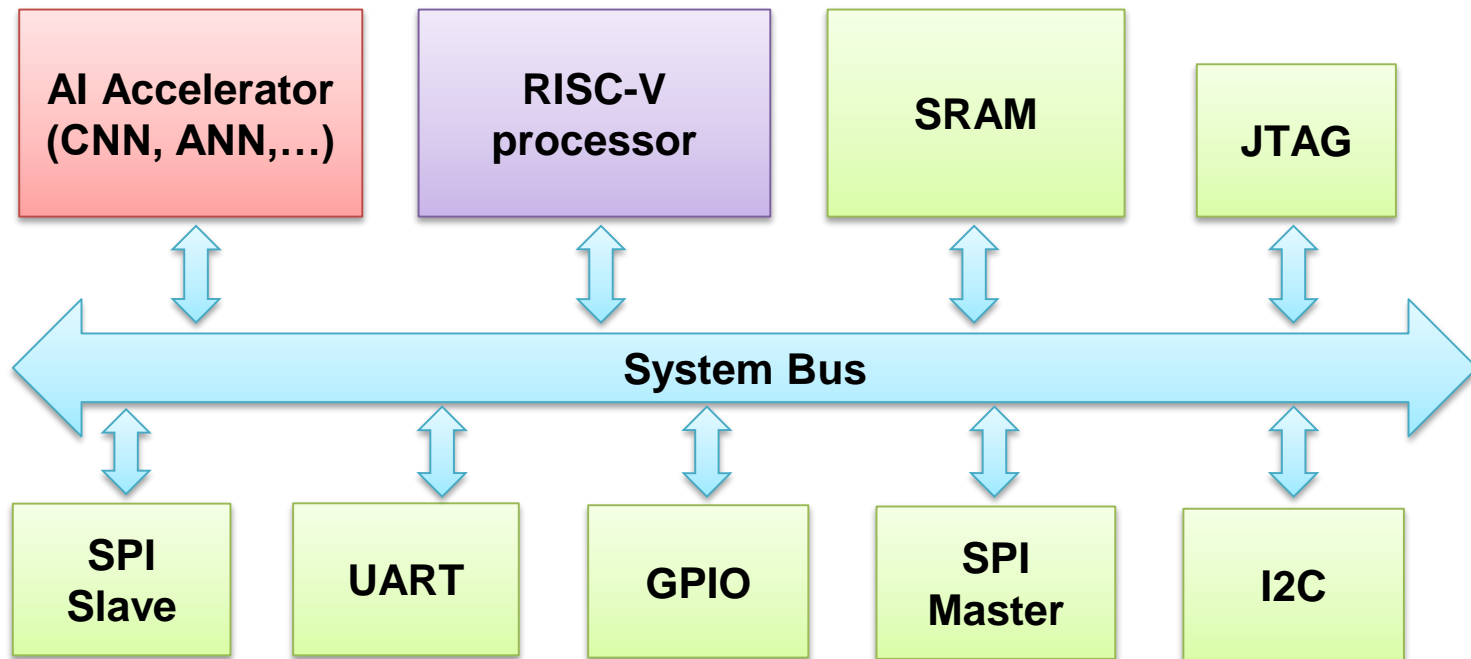 AI Accelerator
(CNN, ANN,…)
RISC-V
processor
SRAM
JTAG
System Bus
SPI
Slave
UART
GPIO
SPI
Master
I2C